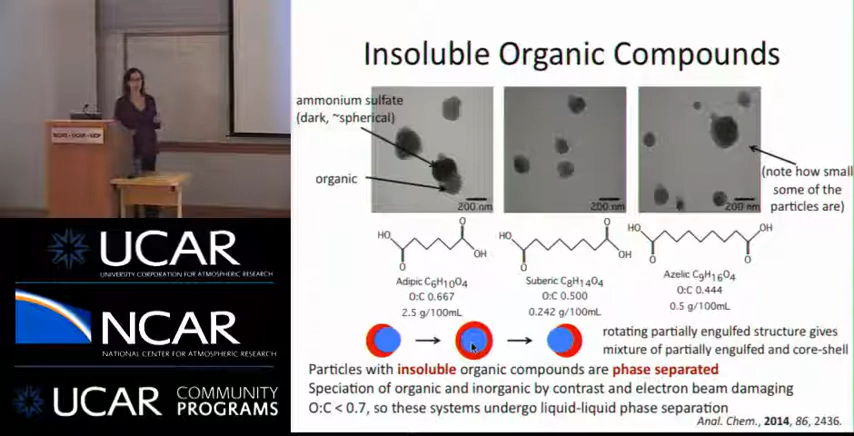 Insoluble Organic Compounds
ammonium sulfate
(dark, ~spherical)
organic
200 nm
200 nm
200 nm
(note how small
some of the
particles are)
HO
O
O
OH
HO
O
O
OH
HO
O
O
OH
Adipic C6H10O4
O:C 0.667
2.5 g/100mL
Suberic C8H14O4
O:C 0.500
0.242 g/100mL
Azelic C9H16O4
O:C 0.444
0.5 g/100mL
rotating partially engulfed structure gives
mixture of partially engulfed and core-shell
Particles with insoluble organic compounds are phase separated
Speciation of organic and inorganic by contrast and electron beam damaging
O:C < 0.7, so these systems undergo liquid-liquid phase separation
Anal. Chem., 2014, 86, 2436.
NCAR • UCAR • UCP
UCAR
UNIVERSITY CORPORATION FOR ATMOSPHERIC RESEARCH
NCAR
NATIONAL CENTER FOR ATMOSPHERIC RESEARCH
UCAR COMMUNITY
PROGRAMS